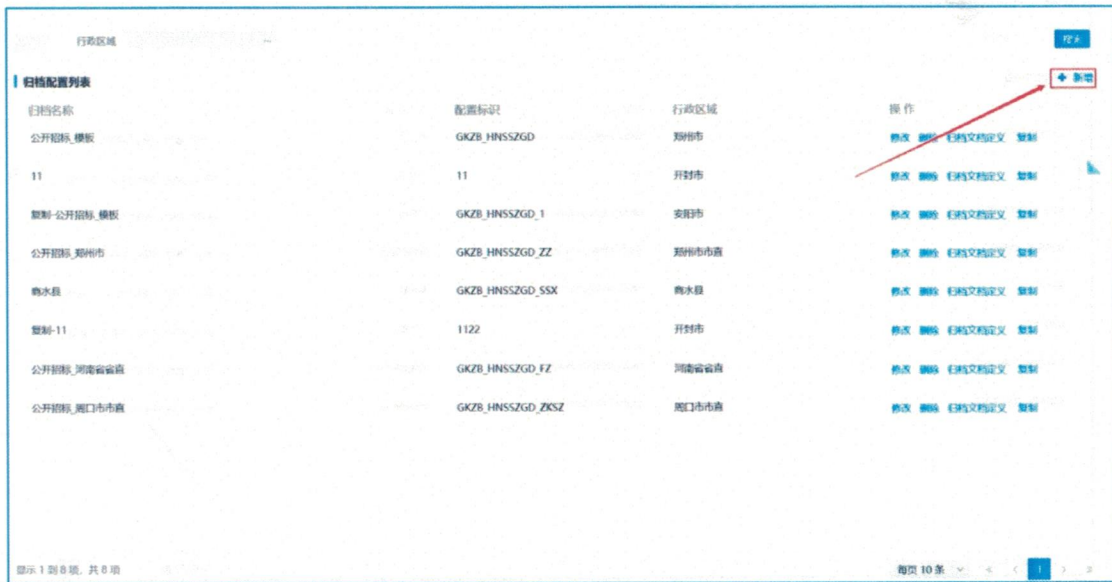 行政区域
搜索
归档配置列表
新增
归档名称 配置标识 行政区域 操作
公开招标_模板 GKZB_HNSSZGD 郑州市 修改 删除 归档文档定义 复制
11 11 开封市 修改 删除 归档文档定义 复制
复制-公开招标_模板 GKZB_HNSSZGD_1 安阳市 修改 删除 归档文档定义 复制
公开招标_郑州市 GKZB_HNSSZGD_ZZ 郑州市市直 修改 删除 归档文档定义 复制
商水县 GKZB_HNSSZGD_SSX 商水县 修改 删除 归档文档定义 复制
复制-11 1122 开封市 修改 删除 归档文档定义 复制
公开招标_河南省省直 GKZB_HNSSZGD_FZ 河南省省直 修改 删除 归档文档定义 复制
公开招标_周口市市直 GKZB_HNSSZGD_ZKSZ 周口市市直 修改 删除 归档文档定义 复制
显示 1 到 8 项, 共 8 项 每页 10 条 1